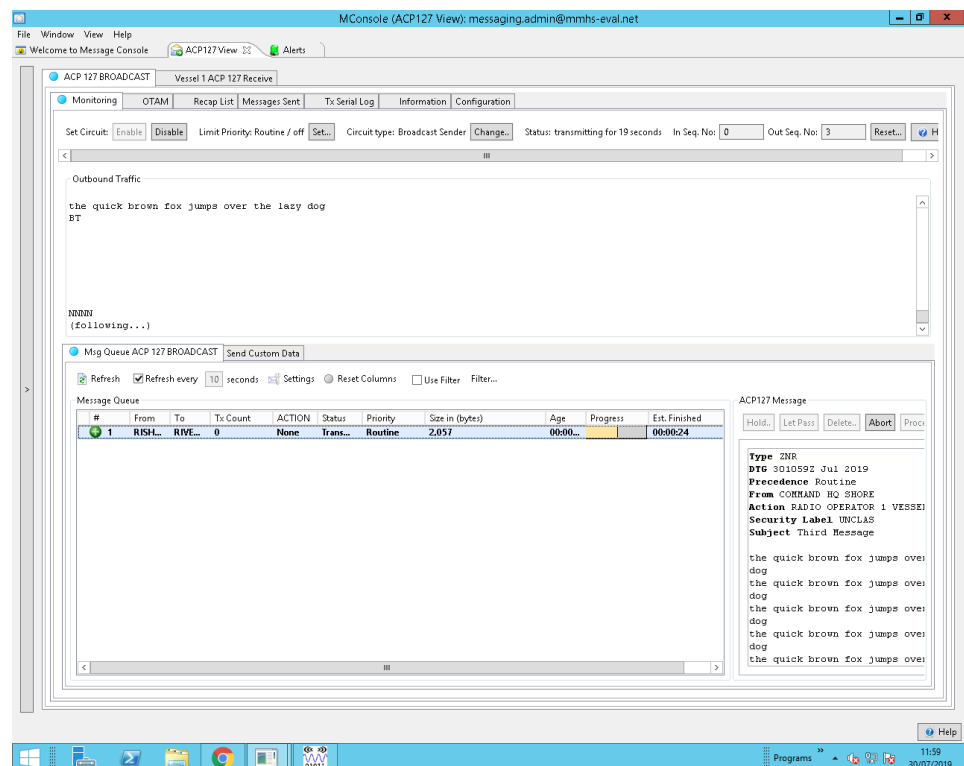 MConsole (ACP127 View): messaging.admin@mmhs-eval.net
File Window View Help
Welcome to Message Console ACP127 View Alerts
ACP 127 BROADCAST Vessel 1 ACP 127 Receive
Monitoring OTAM Recap List Messages Sent Tx Serial Log Information Configuration
Set Circuit: Enable Disable Limit Priority: Routine / off Set... Circuit type: Broadcast Sender Change.. Status: transmitting for 19 seconds In Seq. No: 0 Out Seq. No: 3 Reset... H
Outbound Traffic
the quick brown fox jumps over the lazy dog
BT
NNNN
(following...)
Msg Queue ACP 127 BROADCAST Send Custom Data
Refresh Refresh every 10 seconds Settings Reset Columns Use Filter Filter...
Message Queue
# From To Tx Count ACTION Status Priority Size in (bytes) Age Progress Est. Finished
1 RISH... RIVE... 0 None Trans... Routine 2,057 00:00... 00:00:24
ACP127 Message
Hold.. Let Pass Delete.. Abort Proce
Type ZNR
DTG 301059Z Jul 2019
Precedence Routine
From COMMAND HQ SHORE
Action RADIO OPERATOR 1 VESSEL
Security Label UNCLAS
Subject Third Message
the quick brown fox jumps over
dog
the quick brown fox jumps over
dog
the quick brown fox jumps over
dog
the quick brown fox jumps over
dog
the quick brown fox jumps over
Help
Programs 11:59
30/07/2019